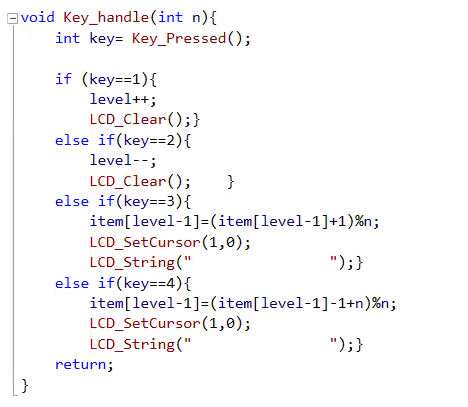 void Key_handle(int n){
    int key= Key_Pressed();

    if (key==1){
        level++;
        LCD_Clear();}
    else if(key==2){
        level--;
        LCD_Clear();    }
    else if(key==3){
        item[level-1]=(item[level-1]+1)%n;
        LCD_SetCursor(1,0);
        LCD_String("                ");}
    else if(key==4){
        item[level-1]=(item[level-1]-1+n)%n;
        LCD_SetCursor(1,0);
        LCD_String("                ");}
    return;
}